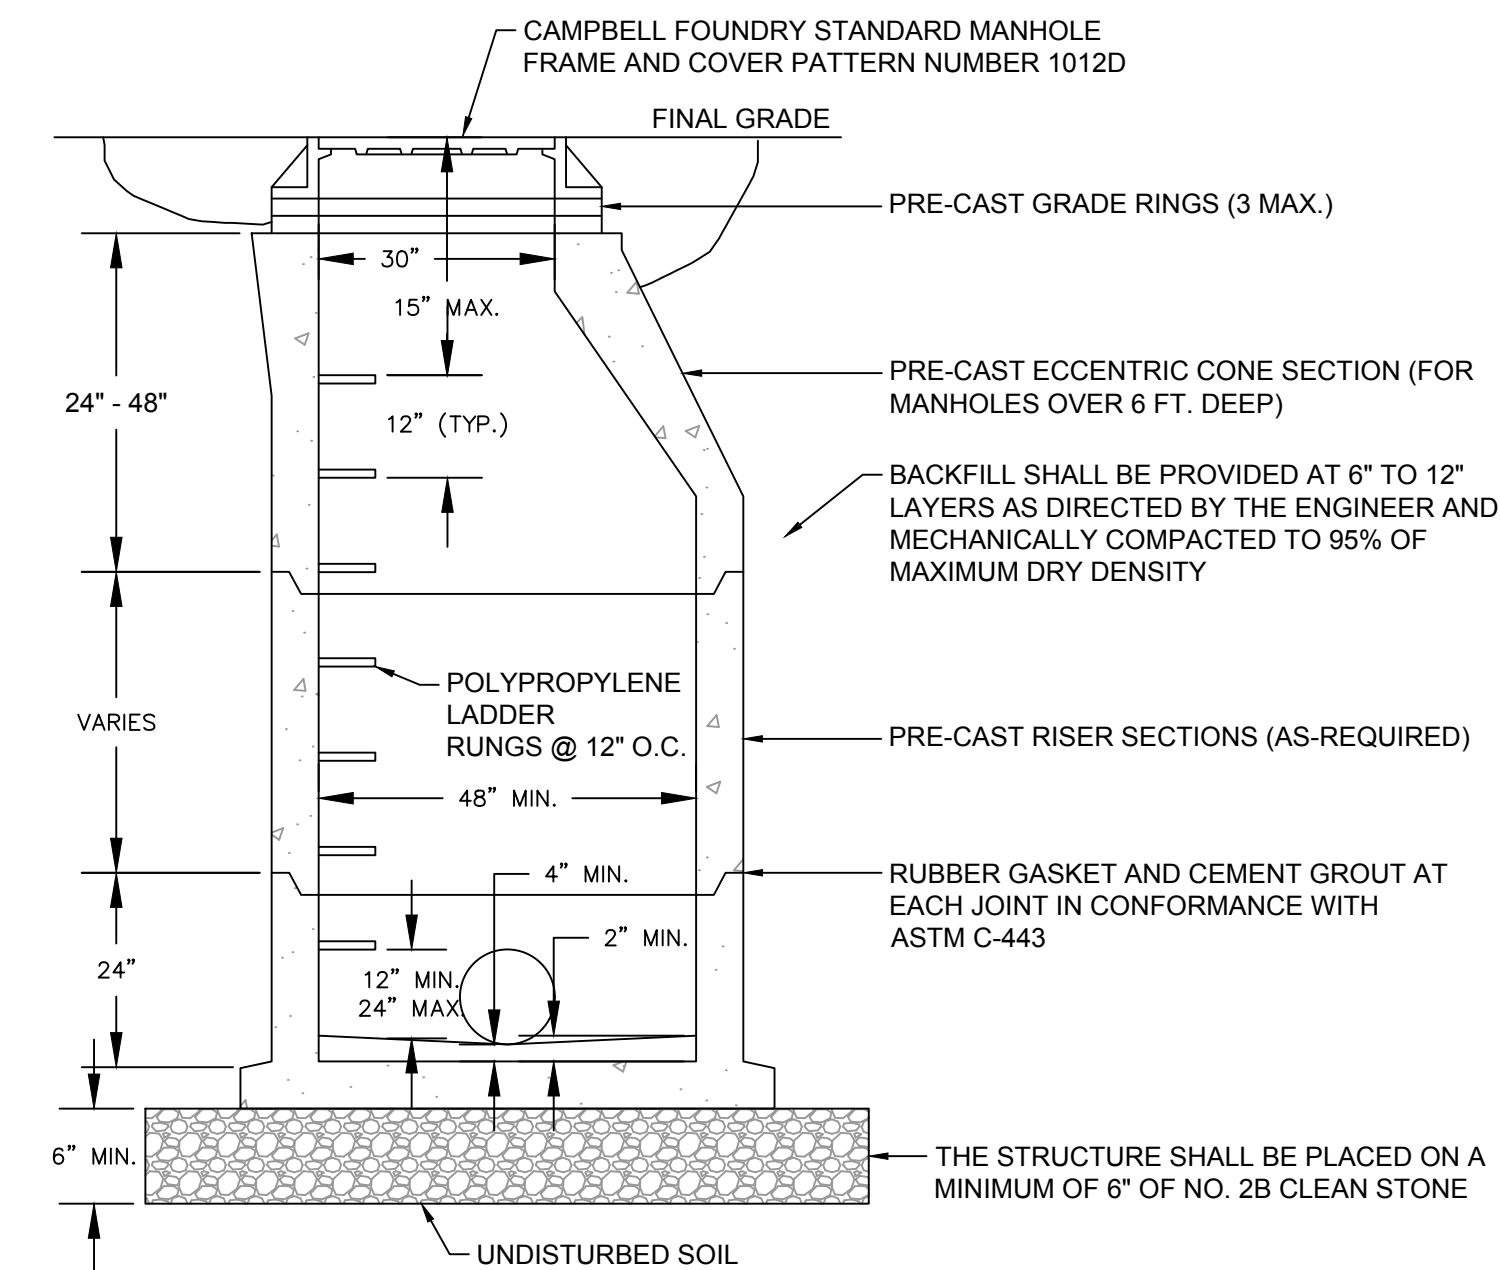 CAMPBELL FOUNDRY STANDARD MANHOLE
FRAME AND COVER PATTERN NUMBER 1012D
FINAL GRADE
PRE-CAST GRADE RINGS (3 MAX.)
30”
15” MAX.
PRE-CAST ECCENTRIC CONE SECTION (FOR
MANHOLES OVER 6 FT. DEEP)
24" - 48"
12” (TYP.)
BACKFILL SHALL BE PROVIDED AT 6" TO 12"
LAYERS AS DIRECTED BY THE ENGINEER AND
MECHANICALLY COMPACTED TO 95% OF
MAXIMUM DRY DENSITY
POLYPROPYLENE
LADDER
RUNGS @ 12" O.C.
VARIES
PRE-CAST RISER SECTIONS (AS-REQUIRED)
48” MIN.
4” MIN.
RUBBER GASKET AND CEMENT GROUT AT
EACH JOINT IN CONFORMANCE WITH
ASTM C-443
2” MIN.
24”
12” MIN.
24” MAX.
6” MIN.
THE STRUCTURE SHALL BE PLACED ON A
MINIMUM OF 6" OF NO. 2B CLEAN STONE
UNDISTURBED SOIL